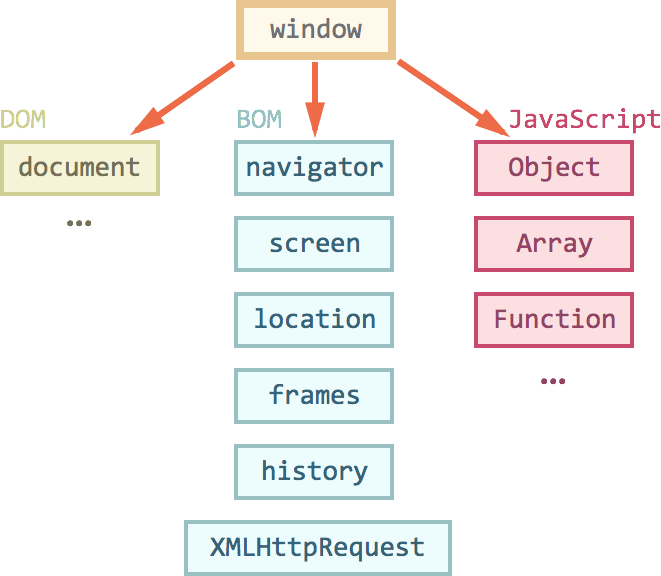 window
DOM
document
...
BOM
navigator
screen
location
frames
history
XMLHttpRequest
JavaScript
Object
Array
Function
...